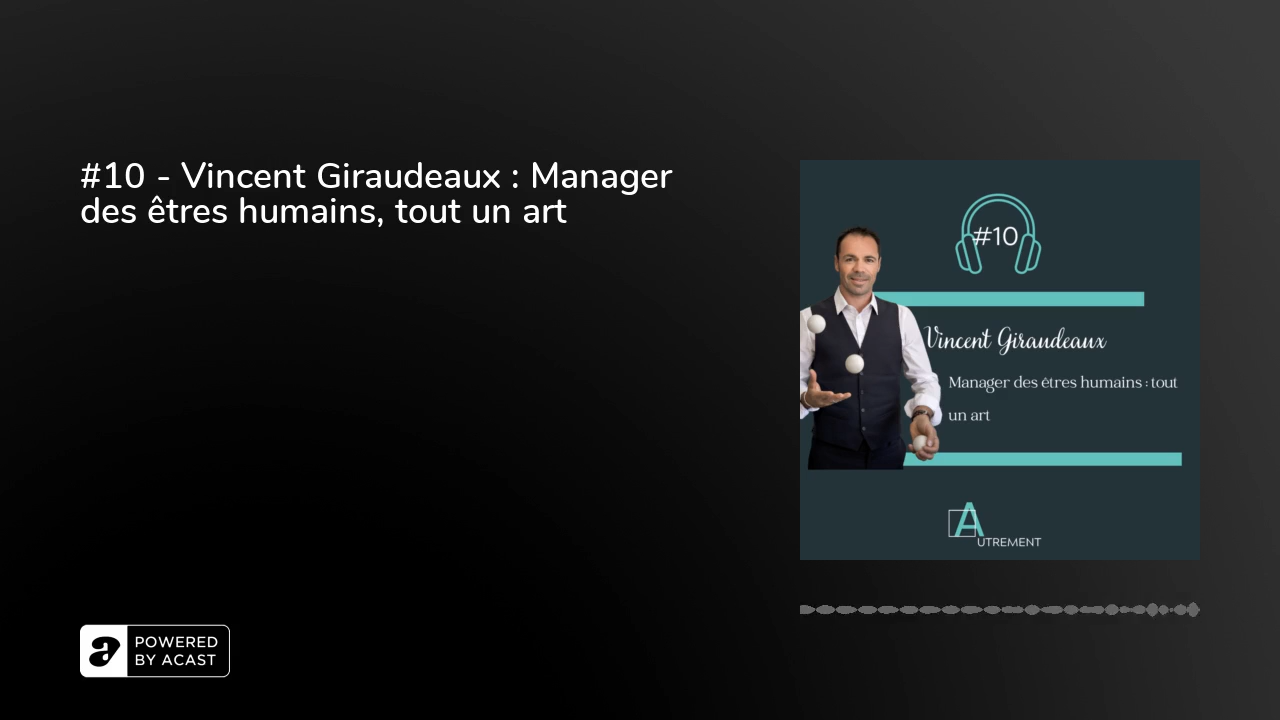 #10 - Vincent Giraudeaux : Manager
des êtres humains, tout un art
#10
Vincent Giraudeaux
Manager des êtres humains : tout
un art
AUTREMENT
a POWERED
BY ACAST